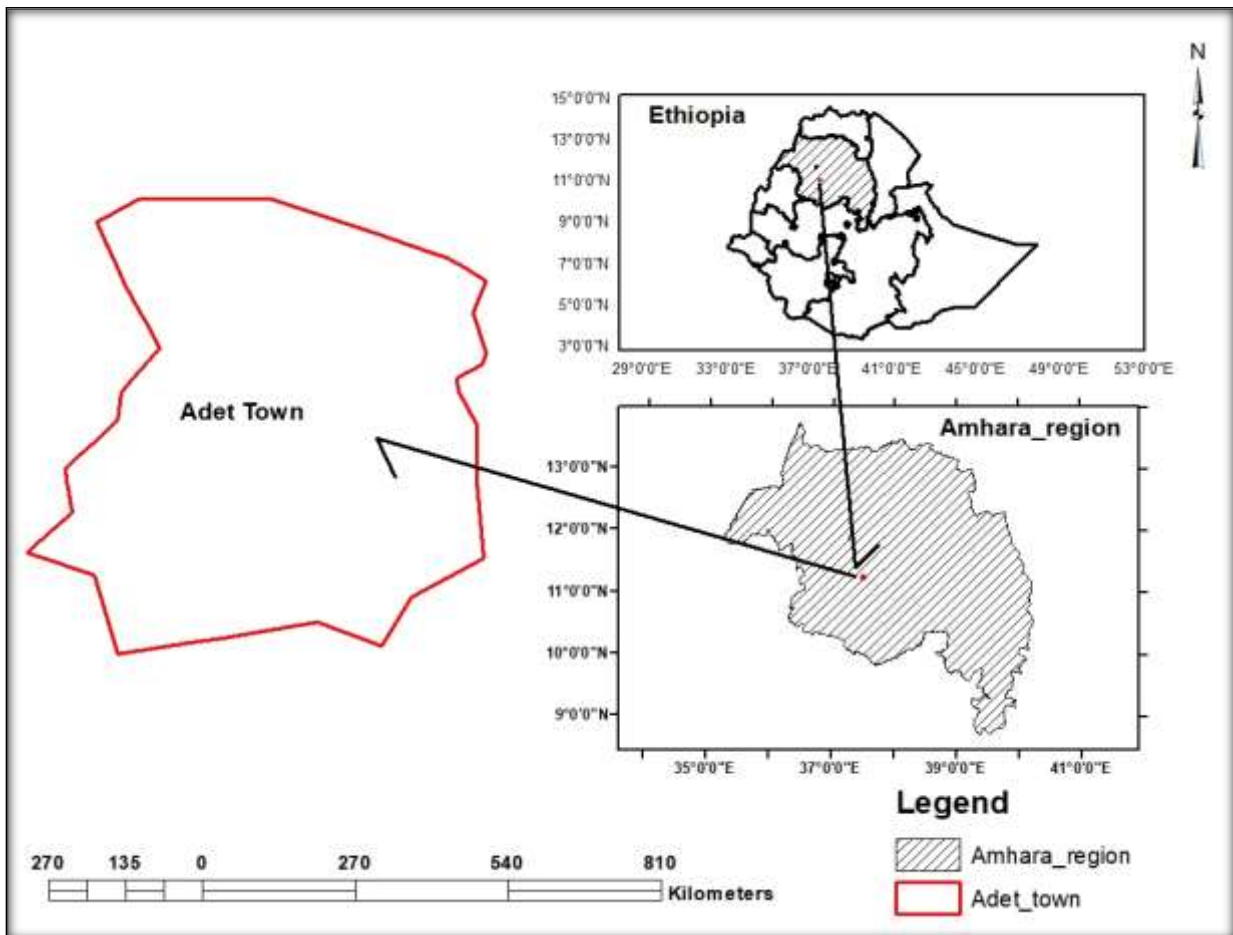 N
Ethiopia
15°0'0"N
13°0'0"N
11°0'0"N
9°0'0"N
7°0'0"N
5°0'0"N
3°0'0"N
29°0'0"E 33°0'0"E 37°0'0"E 41°0'0"E 45°0'0"E 49°0'0"E 53°0'0"E
Adet Town
Amhara_region
13°0'0"N
12°0'0"N
11°0'0"N
10°0'0"N
9°0'0"N
35°0'0"E 37°0'0"E 39°0'0"E 41°0'0"E
Legend
Amhara_region
Adet_town
270 135 0 270 540 810
Kilometers